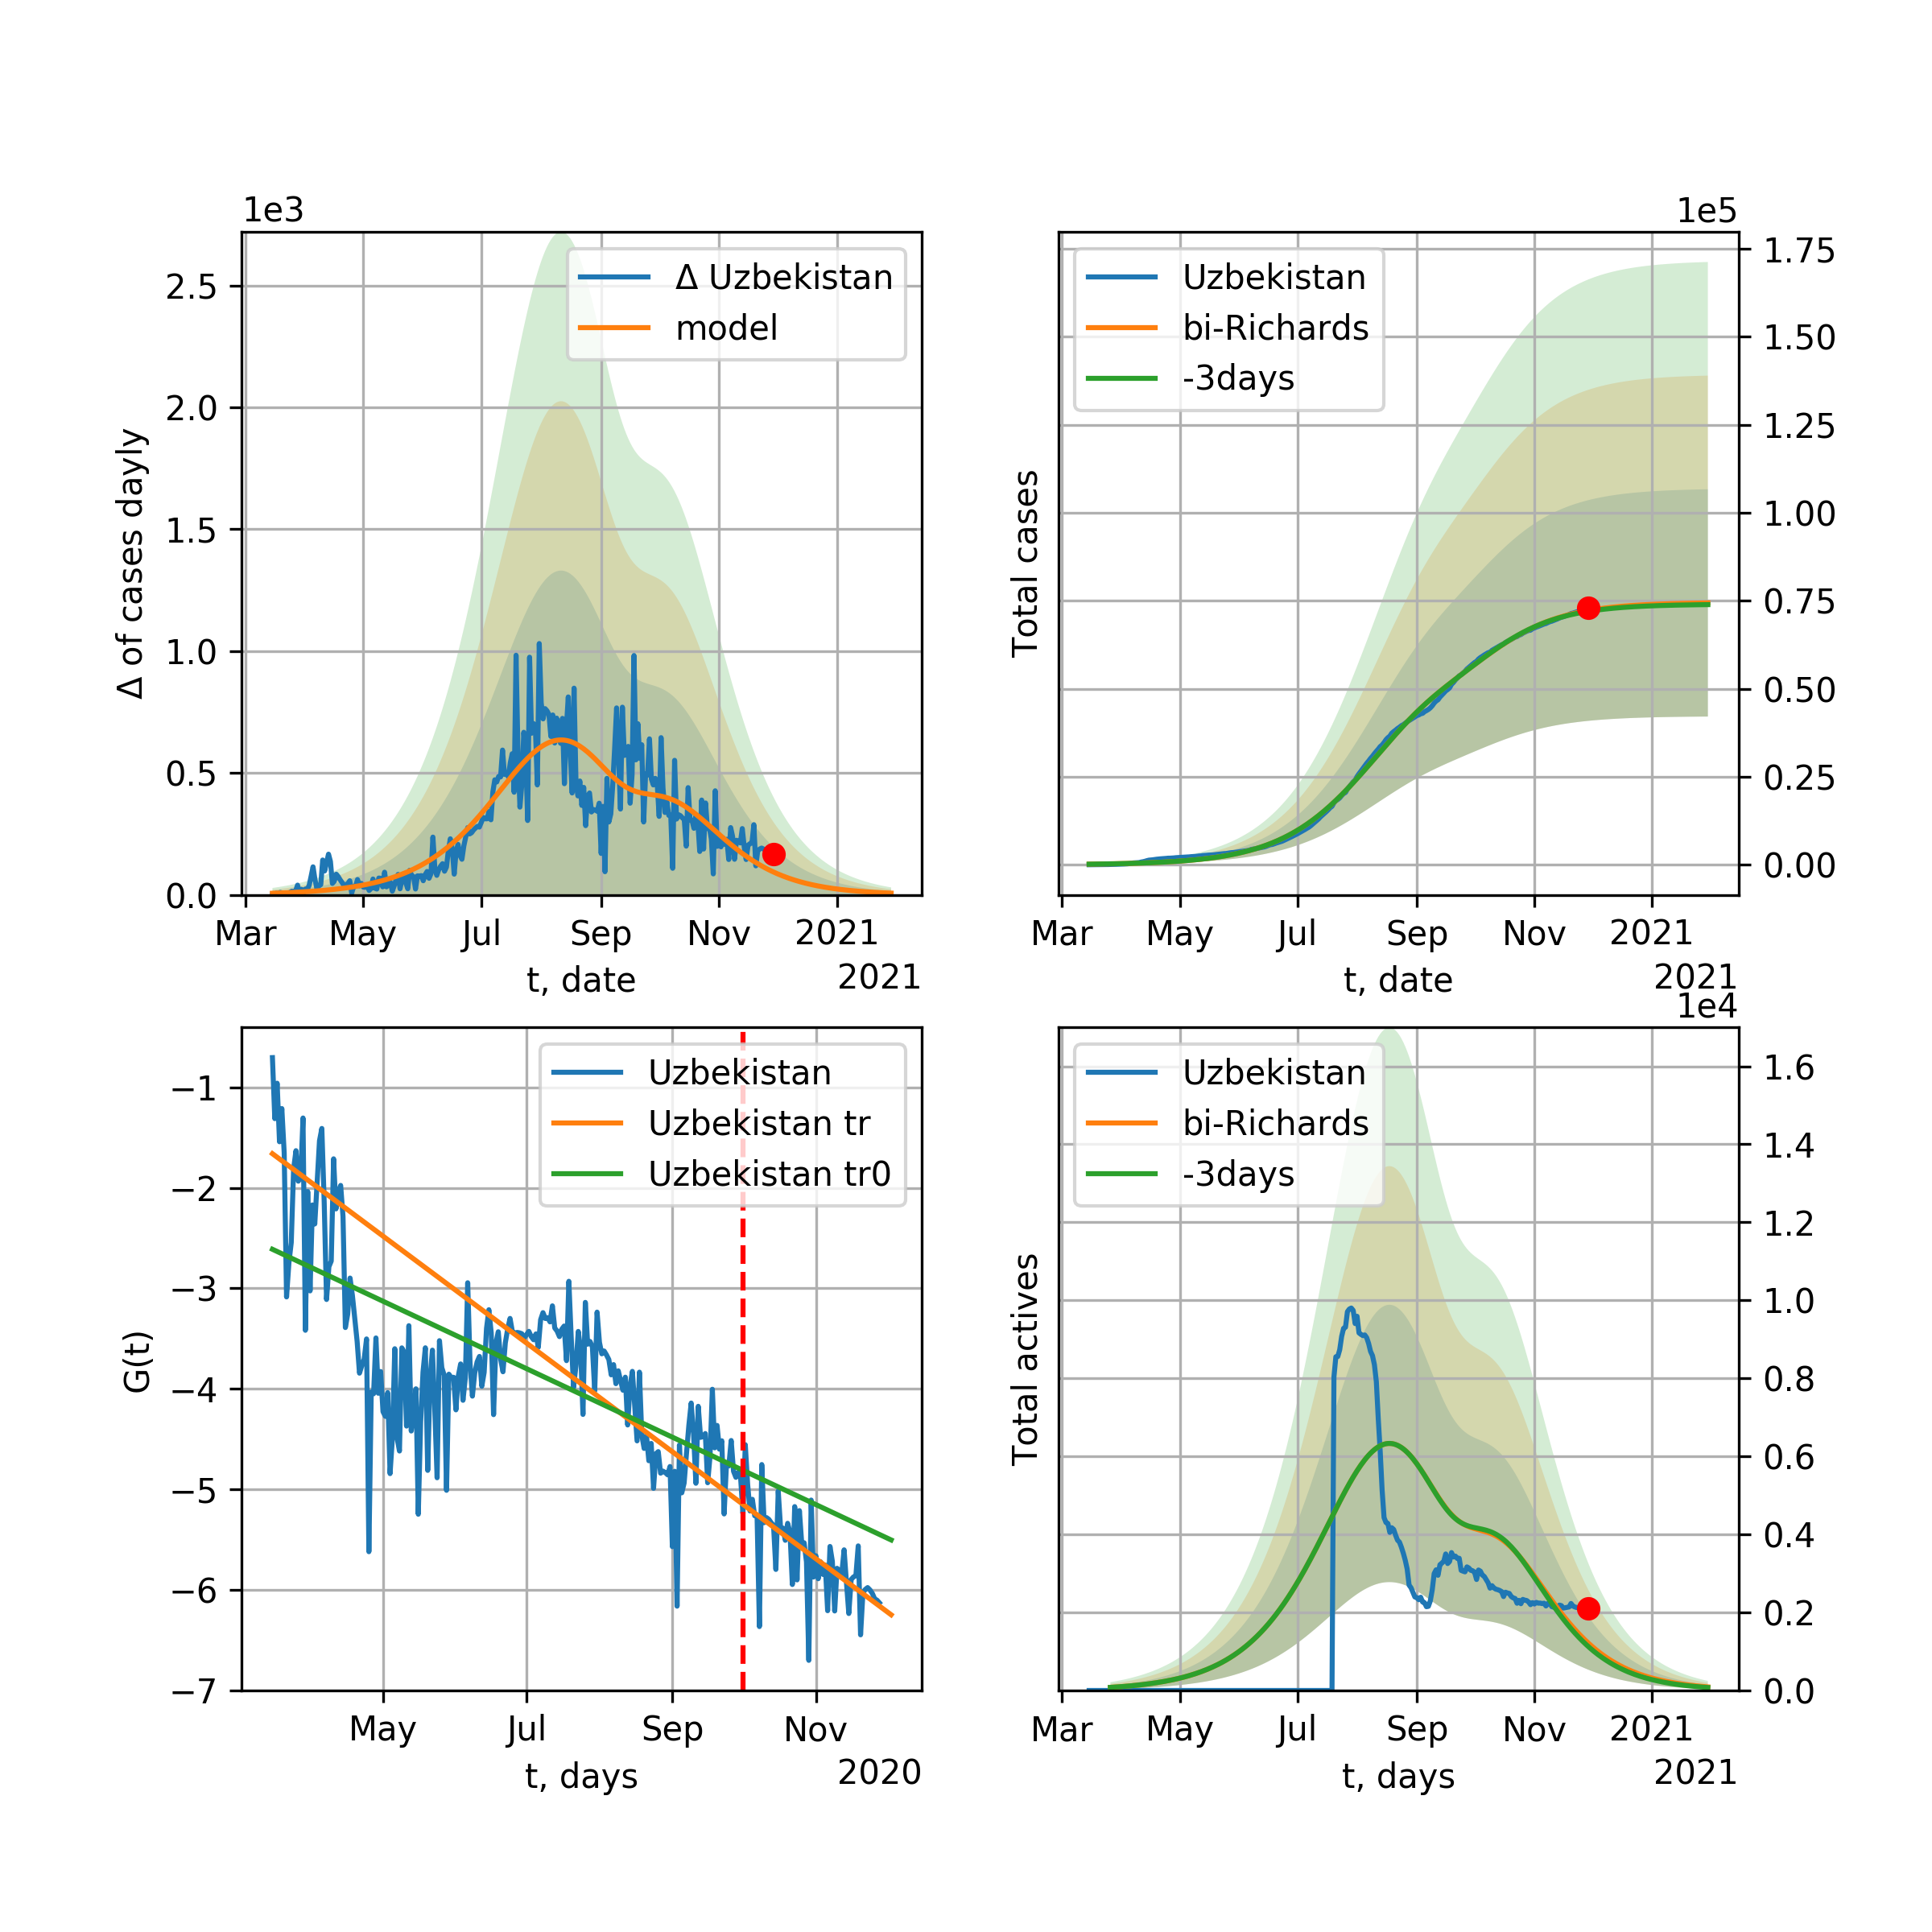 1e3
Δ of cases dayly
2.5
2.0
1.5
1.0
0.5
0.0
Δ Uzbekistan
model
Mar May Jul Sep Nov 2021
t, date
2021
1e5
Total cases
Uzbekistan
bi-Richards
-3days
1.75
1.50
1.25
1.00
0.75
0.50
0.25
0.00
Mar May Jul Sep Nov 2021
t, date
2021
G(t)
−1
−2
−3
−4
−5
−6
−7
Uzbekistan
Uzbekistan tr
Uzbekistan tr0
May Jul Sep Nov
t, days
2020
1e4
Total actives
Uzbekistan
bi-Richards
-3days
1.6
1.4
1.2
1.0
0.8
0.6
0.4
0.2
0.0
Mar May Jul Sep Nov 2021
t, days
2021